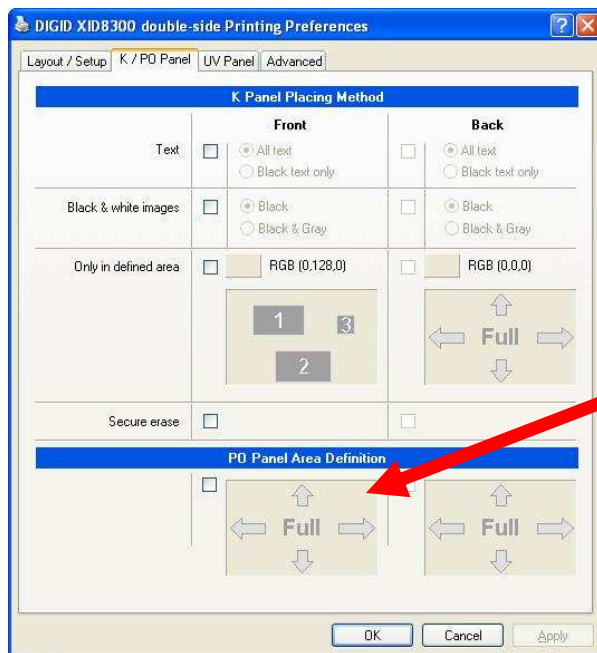 DIGID XID8300 double-side Printing Preferences
Layout / Setup K / PO Panel UV Panel Advanced
K Panel Placing Method
Front Back
Text All text All text
Black text only Black text only
Black & white images Black Black
Black & Gray Black & Gray
Only in defined area RGB (0,128,0) RGB (0,0,0)
1 3 Full
2
Secure erase
PO Panel Area Definition
Full Full
OK Cancel Apply